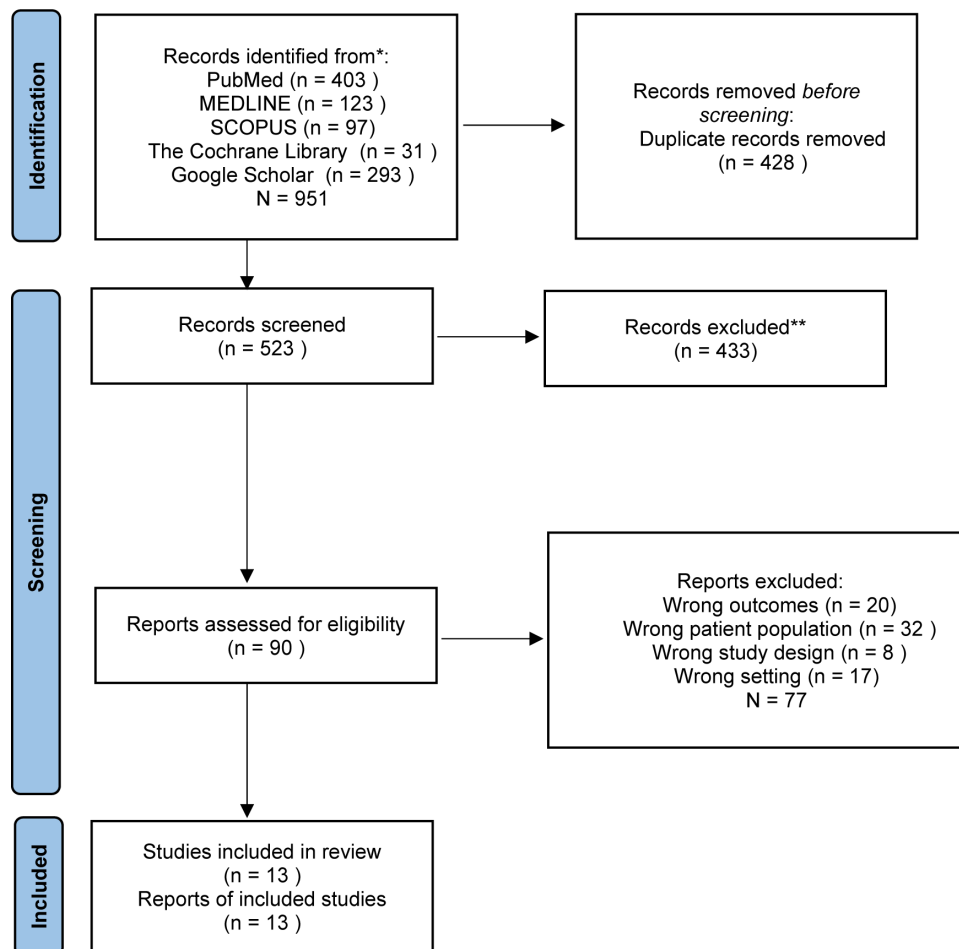 Identification
Records identified from*:
PubMed (n = 403 )
MEDLINE (n = 123 )
SCOPUS (n = 97)
The Cochrane Library (n = 31 )
Google Scholar (n = 293 )
N = 951
Records removed before
screening:
Duplicate records removed
(n = 428 )
Screening
Records screened
(n = 523 )
Records excluded**
(n = 433)
Reports assessed for eligibility
(n = 90 )
Reports excluded:
Wrong outcomes (n = 20)
Wrong patient population (n = 32 )
Wrong study design (n = 8 )
Wrong setting (n = 17)
N = 77
Included
Studies included in review
(n = 13 )
Reports of included studies
(n = 13 )